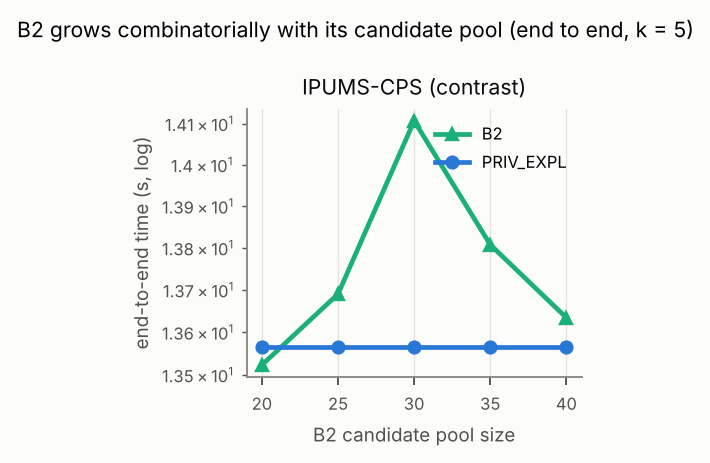 B2 grows combinatorially with its candidate pool (end to end, k = 5)
IPUMS-CPS (contrast)
end-to-end time (s, log)
1.41 × 10¹
1.4 × 10¹
1.39 × 10¹
1.38 × 10¹
1.37 × 10¹
1.36 × 10¹
1.35 × 10¹
B2
PRIV_EXPL
20 25 30 35 40
B2 candidate pool size